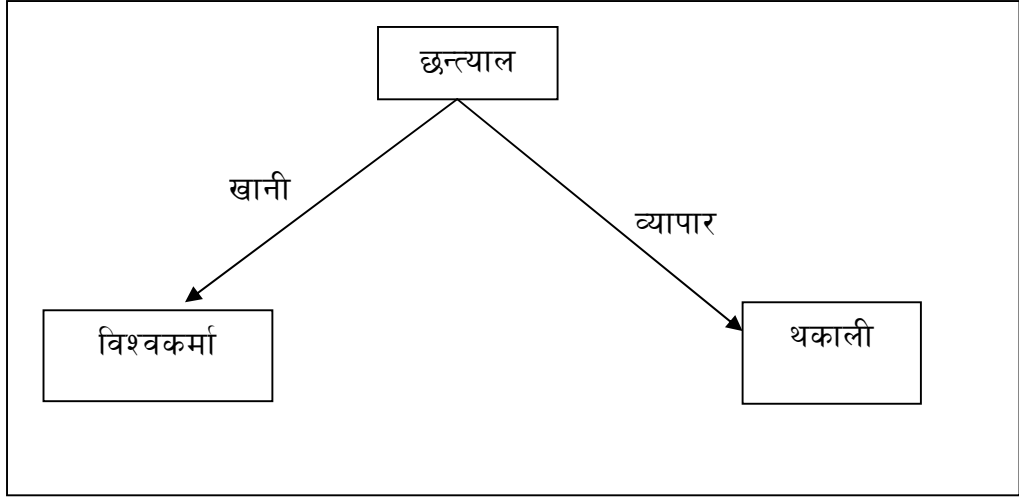 छन्त्याल
खानी
व्यापार
विश्वकर्मा
थकाली